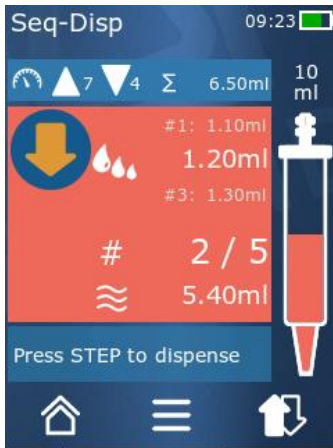 Seq-Disp 09:23
7 4 Σ 6.50ml
10
ml
#1: 1.10ml
1.20ml
#3: 1.30ml
# 2 / 5
5.40ml
Press STEP to dispense